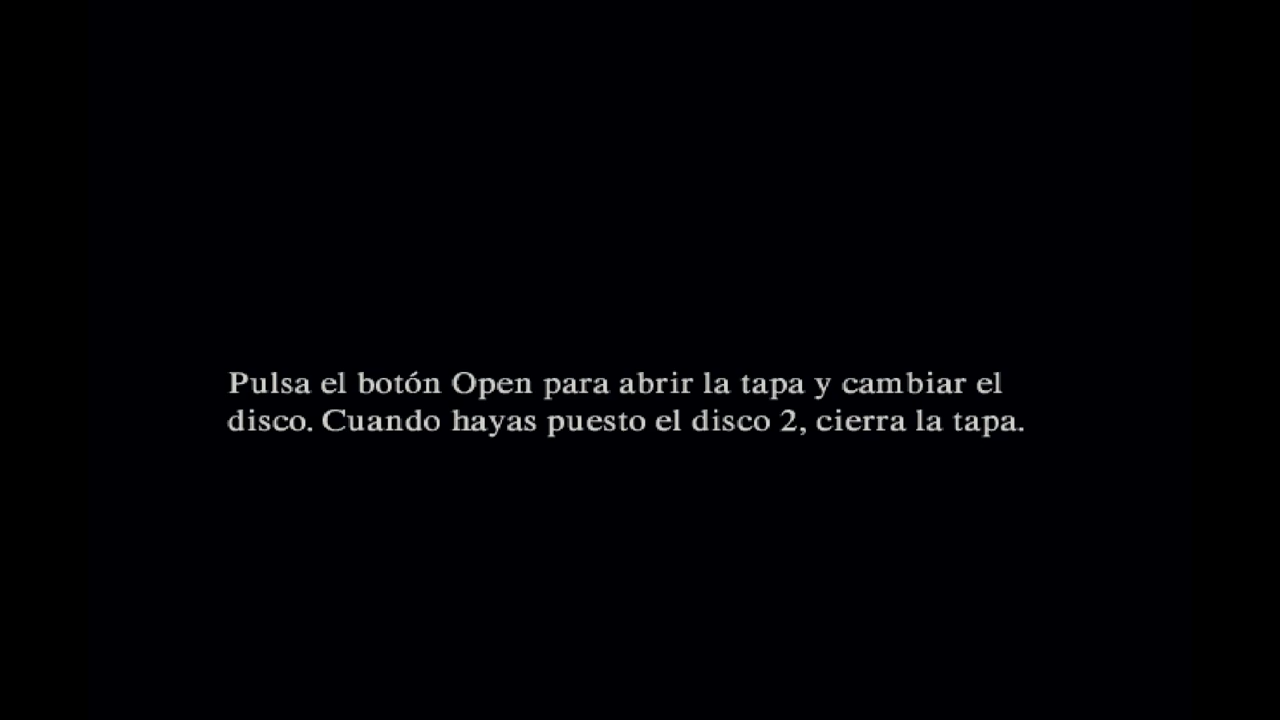 Pulsa el botón Open para abrir la tapa y cambiar el
disco. Cuando hayas puesto el disco 2, cierra la tapa.